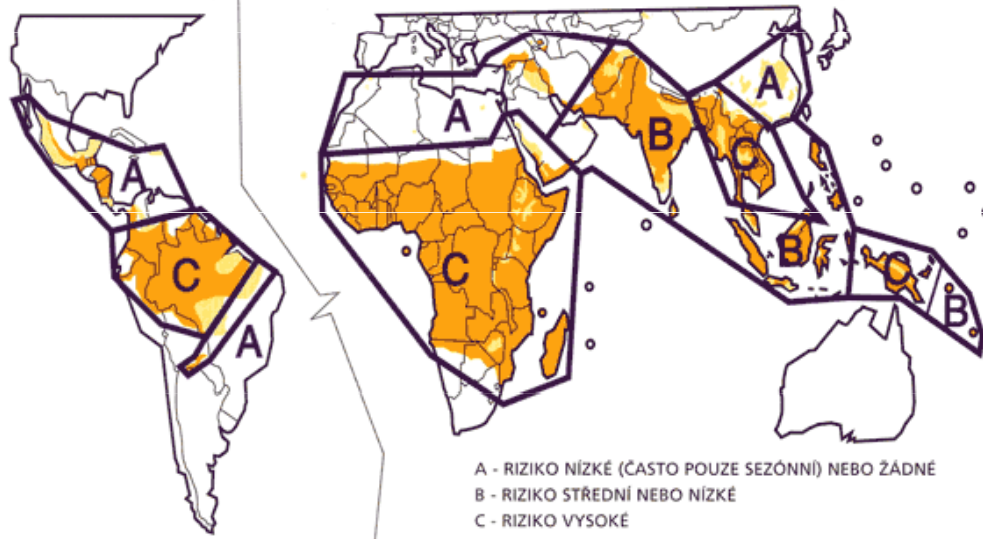 A
A
B
A
C
A
C
C
B
C
B
A
A - RIZIKO NÍZKÉ (ČASTO POUZE SEZÓNNÍ) NEBO ŽÁDNÉ
B - RIZIKO STŘEDNÍ NEBO NÍZKÉ
C - RIZIKO VYSOKÉ